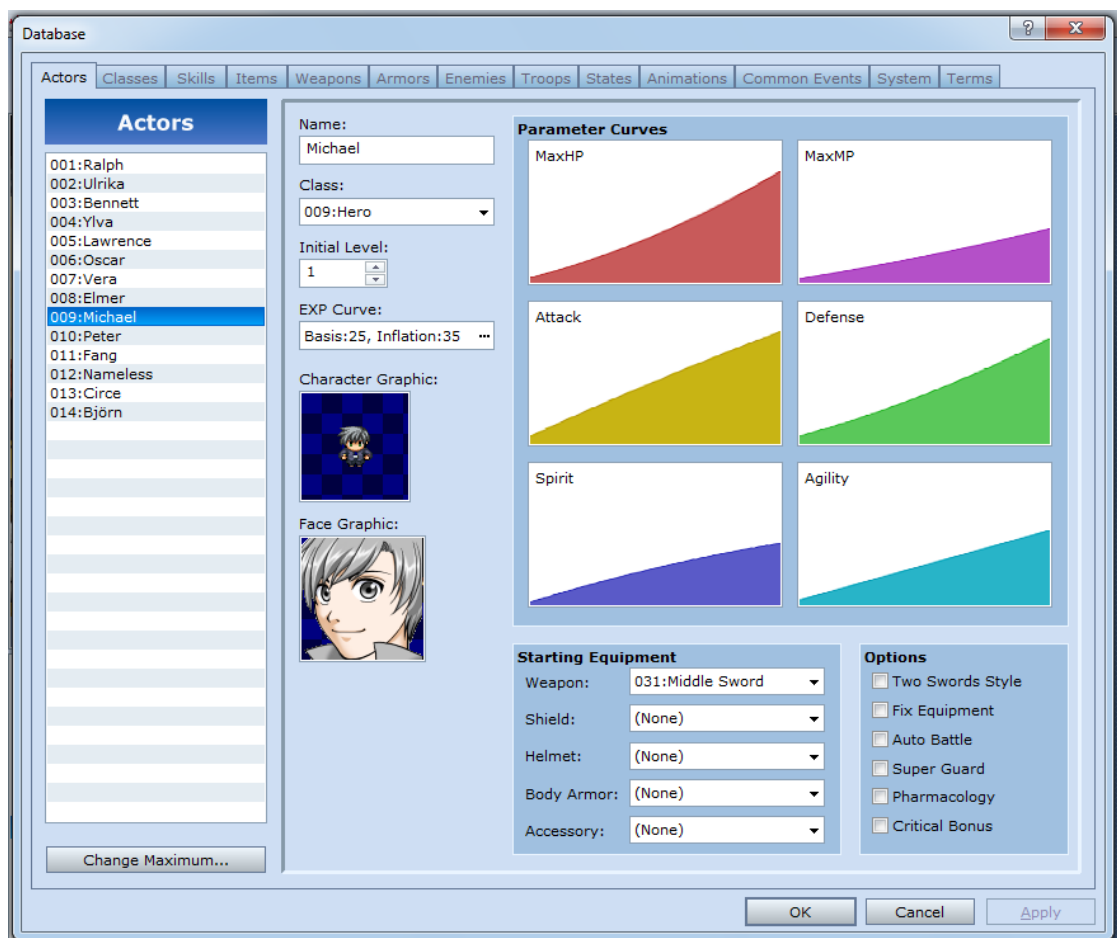 Database
?
X
Actors Classes Skills Items Weapons Armors Enemies Troops States Animations Common Events System Terms
Actors
001:Ralph
002:Ulrika
003:Bennett
004:Ylva
005:Lawrence
006:Oscar
007:Vera
008:Elmer
009:Michael
010:Peter
011:Fang
012:Nameless
013:Circe
014:Björn
Change Maximum...
Name:
Michael
Class:
009:Hero
Initial Level:
1
EXP Curve:
Basis:25, Inflation:35 ...
Character Graphic:
Face Graphic:
Parameter Curves
MaxHP
MaxMP
Attack
Defense
Spirit
Agility
Starting Equipment
Weapon: 031:Middle Sword
Shield: (None)
Helmet: (None)
Body Armor: (None)
Accessory: (None)
Options
Two Swords Style
Fix Equipment
Auto Battle
Super Guard
Pharmacology
Critical Bonus
OK Cancel Apply